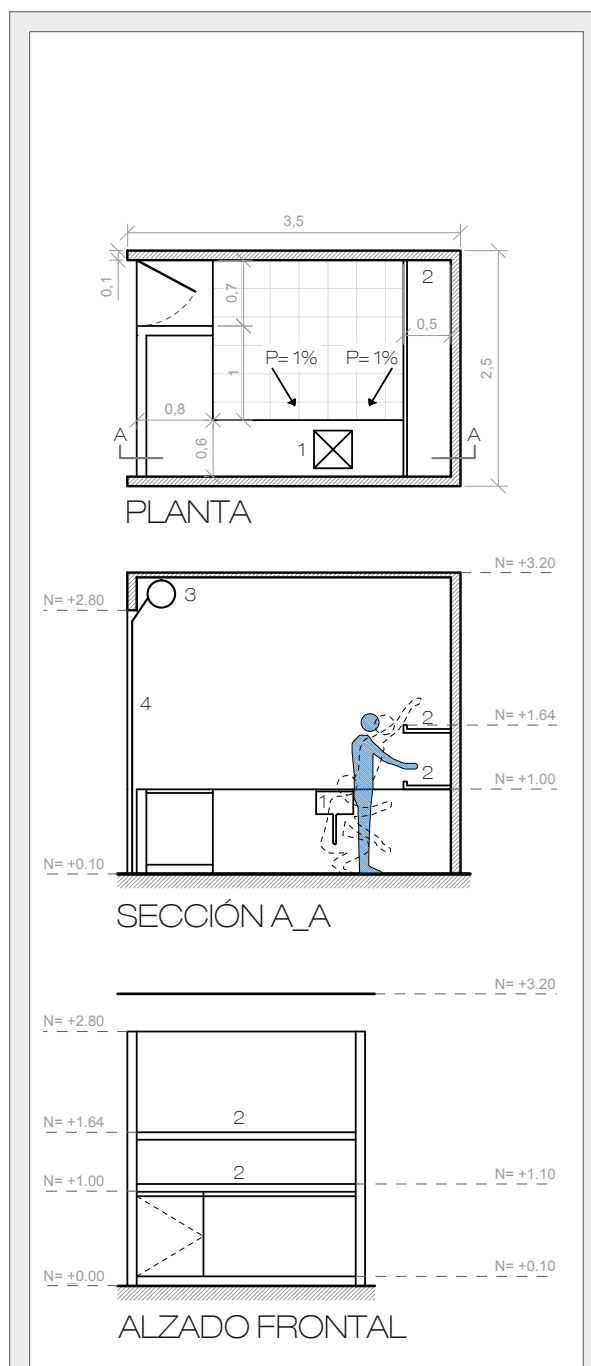 3,5
0,1
0,7
2
0,5
2,5
P= 1%
P= 1%
1
0,8
A
0,6
1
A
PLANTA
N= +3.20
N= +2.80
3
4
2
N= +1.64
2
N= +1.00
1
N= +0.10
SECCIÓN A_A
N= +3.20
N= +2.80
N= +1.64
2
N= +1.00
2
N= +1.10
N= +0.00
N= +0.10
ALZADO FRONTAL